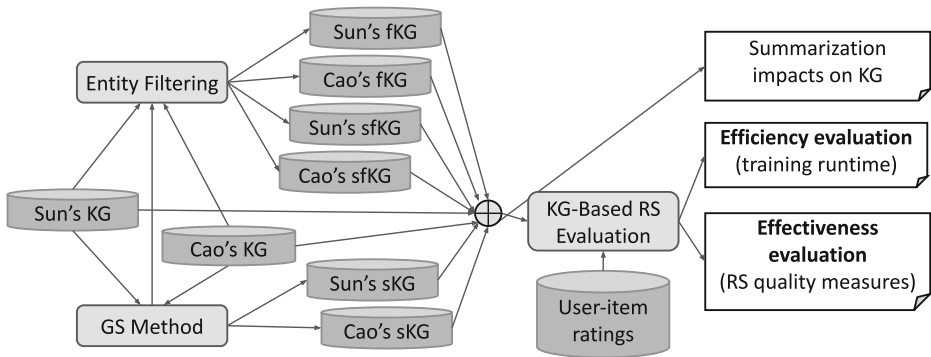 Sun's fKG
Cao's fKG
Sun's sfKG
Cao's sfKG
Entity Filtering
Sun's KG
Cao's KG
GS Method
Sun's sKG
Cao's sKG
KG-Based RS
Evaluation
User-item
ratings
Summarization
impacts on KG
Efficiency evaluation
(training runtime)
Effectiveness
evaluation
(RS quality measures)